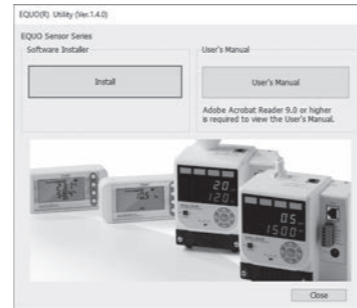 EQUO(R) Utility (Ver.1.4.0)
EQUO Sensor Series
Software Installer
Install
User's Manual
User's Manual
Adobe Acrobat Reader 9.0 or higher
is required to view the User's Manual.
20
120
05
1500
Close